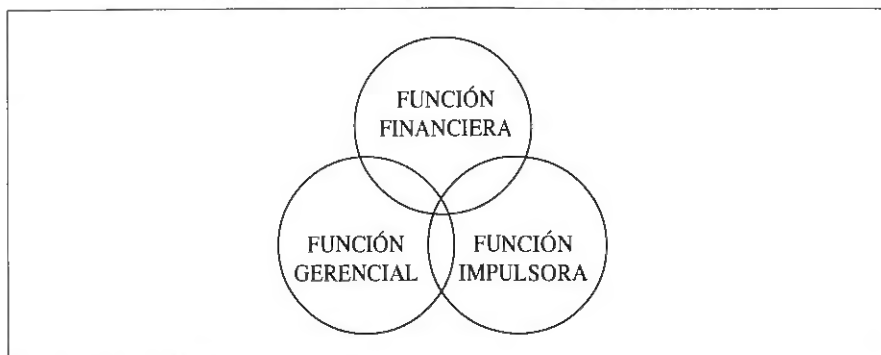 FUNCIÓN
FINANCIERA
FUNCIÓN
GERENCIAL
FUNCIÓN
IMPULSORA